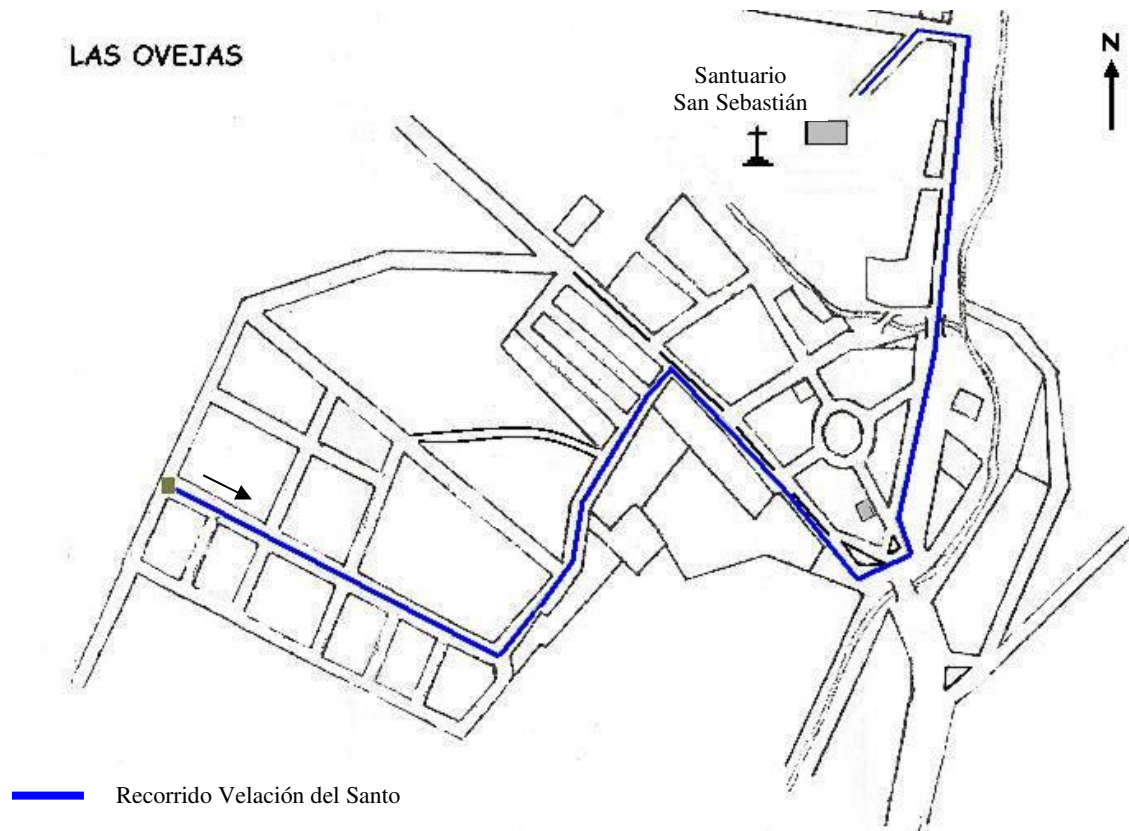 LAS OVEJAS
Santuario
San Sebastián
N
Recorrido Velación del Santo